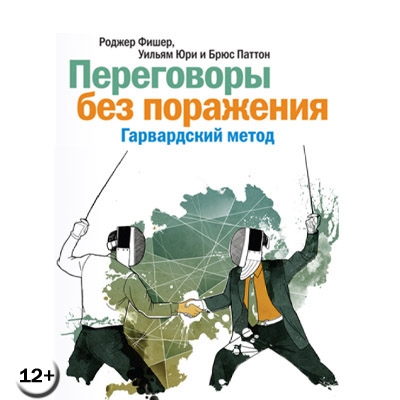 Роджер Фишер,
Уильям Юри и Брюс Паттон
Переговоры
без поражения
Гарвардский метод
12+